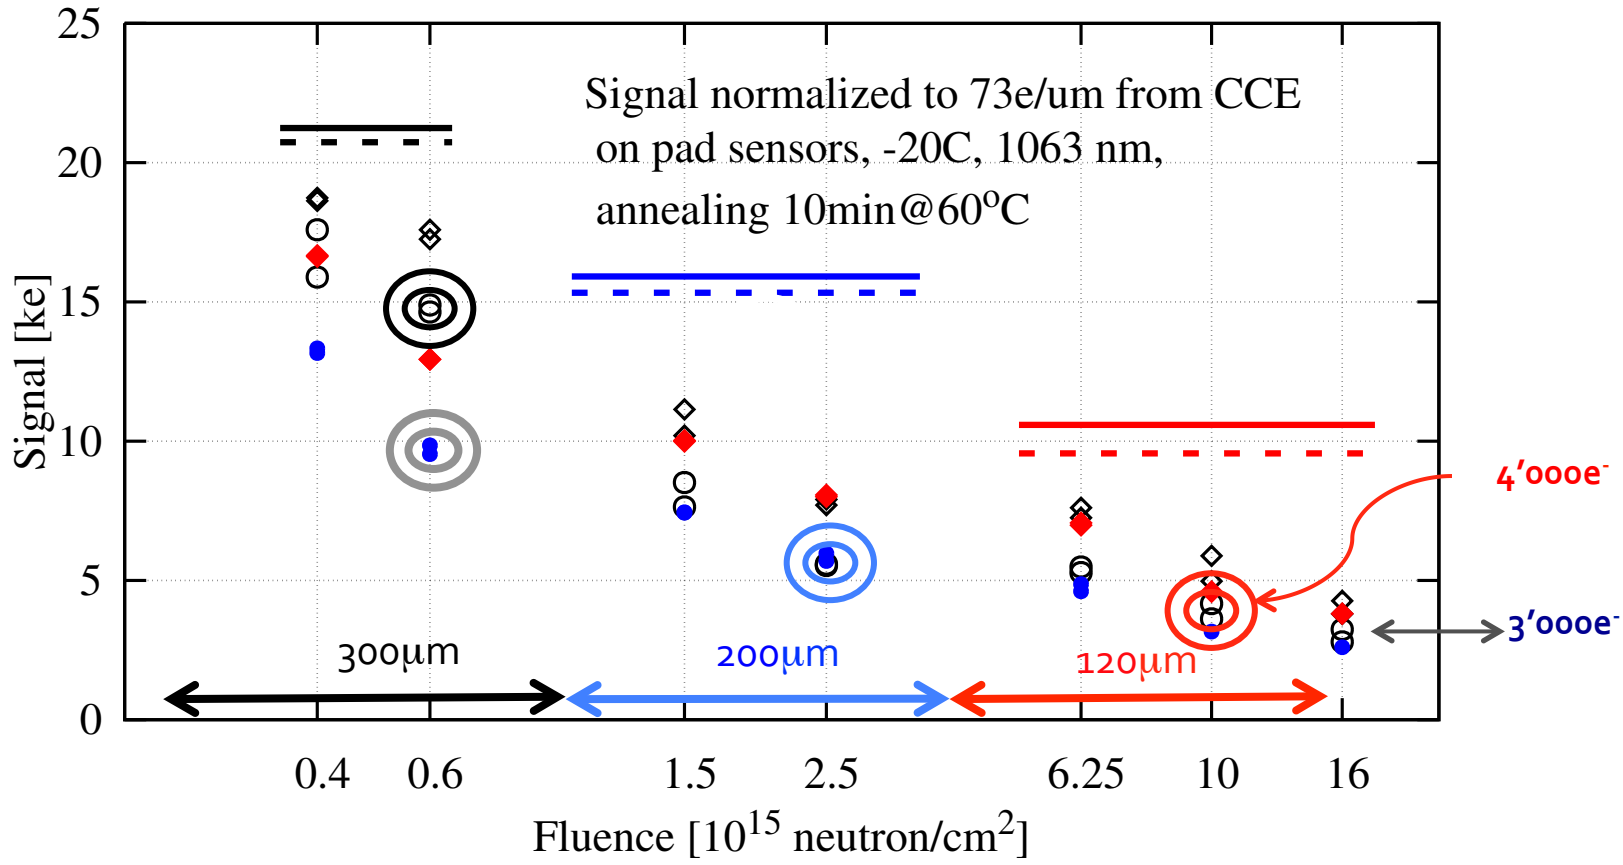 25
20
15
10
5
0
Signal [ke]
Signal normalized to 73e/um from CCE
on pad sensors, -20C, 1063 nm,
annealing 10min@60°C
4'000e⁻
3'000e⁻
300μm
200μm
120μm
0.4 0.6 1.5 2.5 6.25 10 16
Fluence [10¹⁵ neutron/cm²]